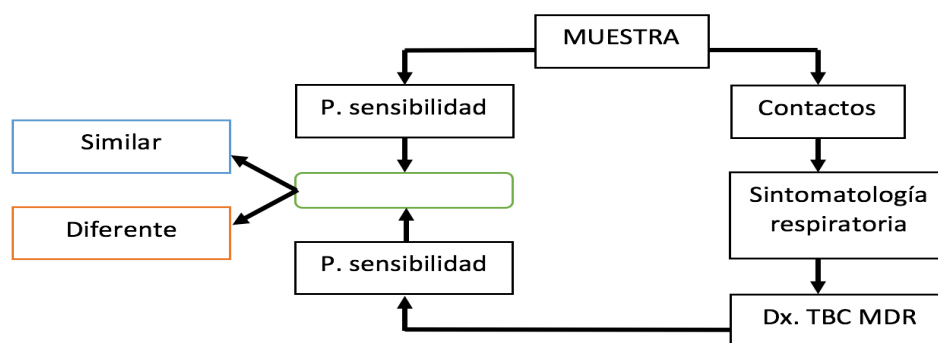 MUESTRA
P. sensibilidad
Contactos
Similar
Sintomatología
respiratoria
Diferente
P. sensibilidad
Dx. TBC MDR